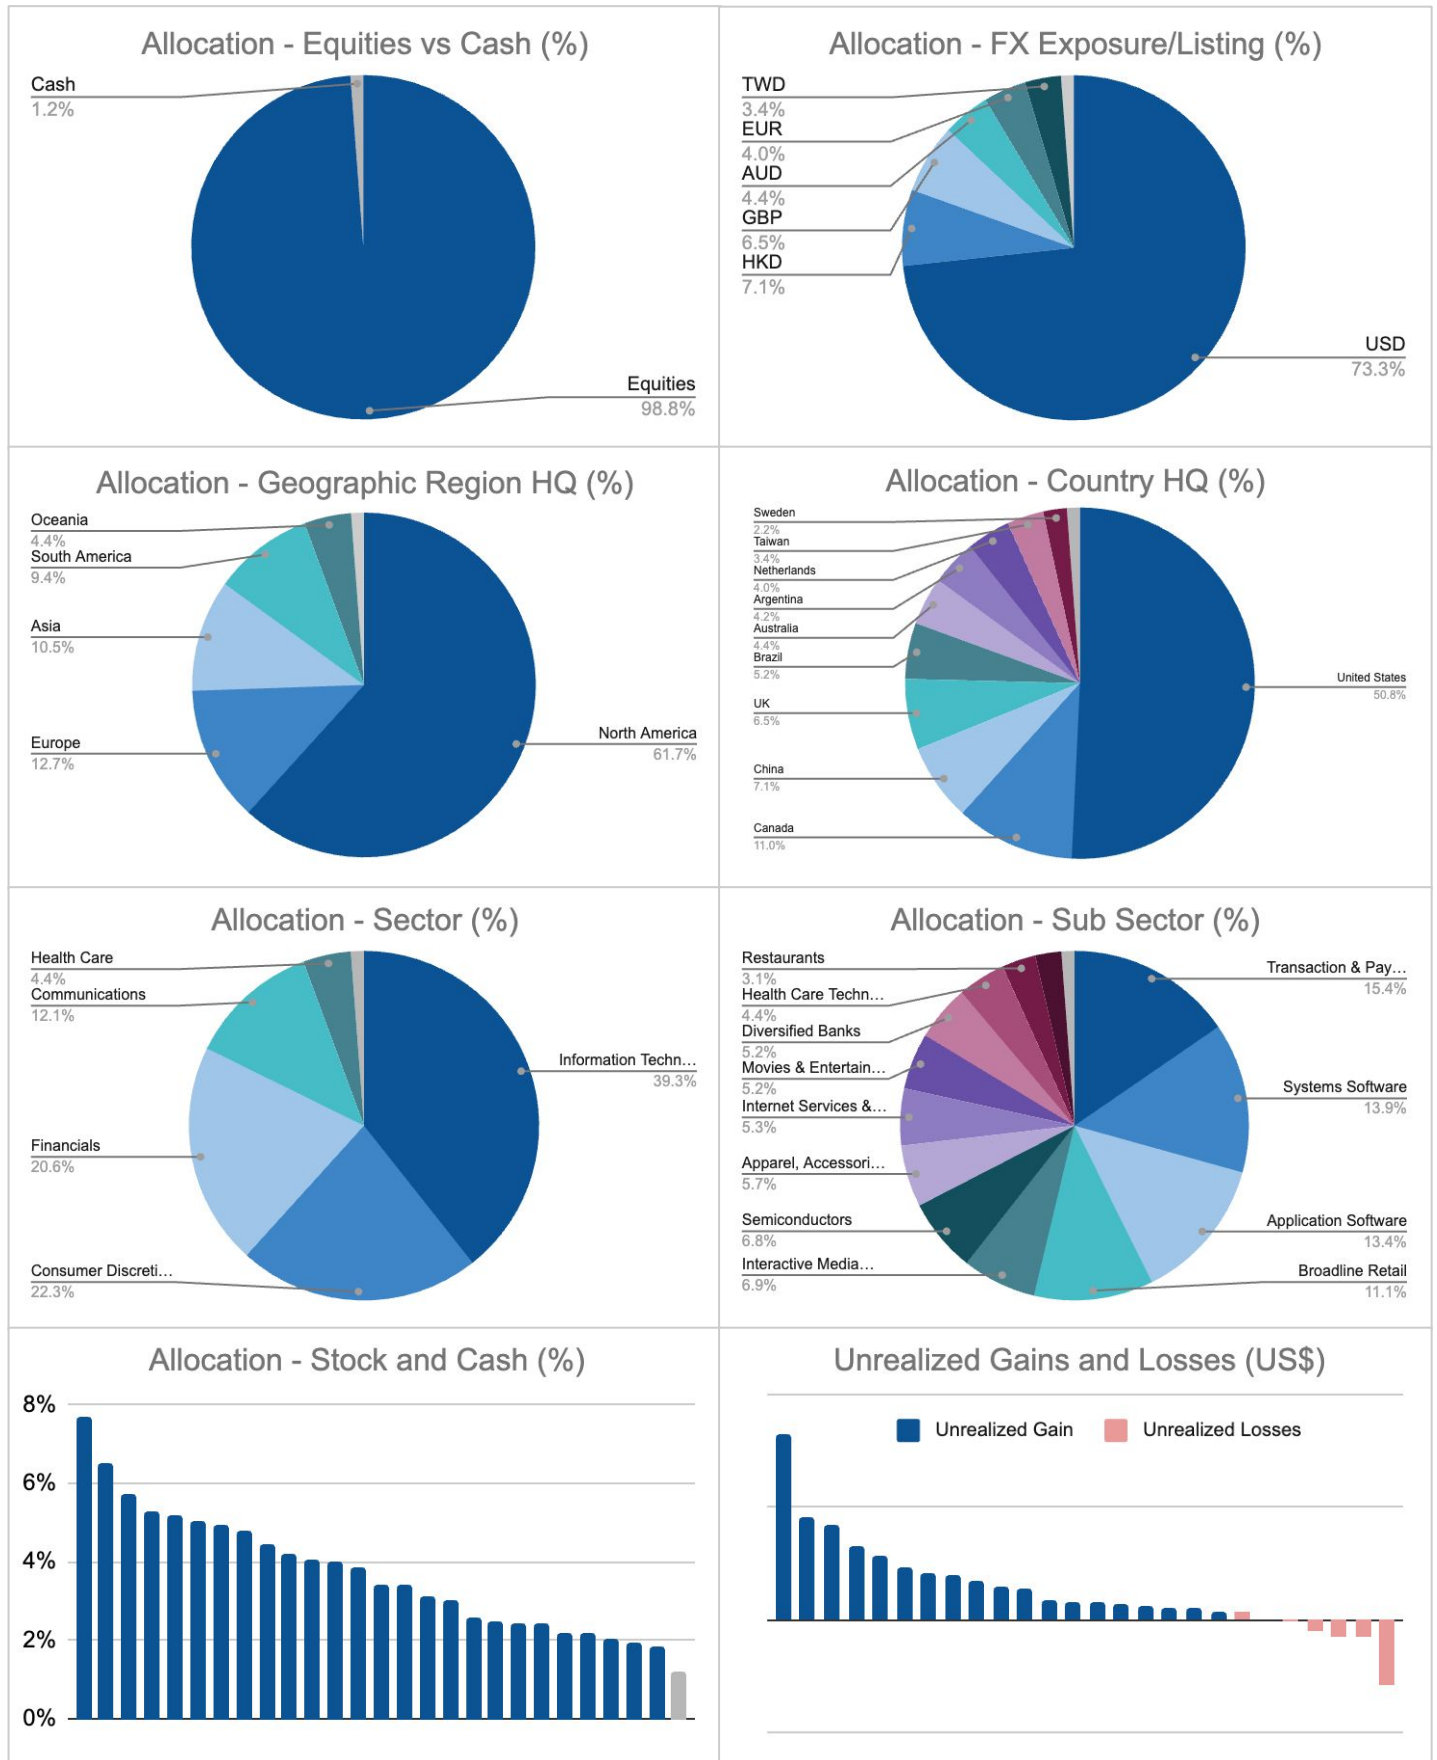 Allocation - Equities vs Cash (%)
Cash
1.2%
Equities
98.8%
Allocation - FX Exposure/Listing (%)
TWD
3.4%
EUR
4.0%
AUD
4.4%
GBP
6.5%
HKD
7.1%
USD
73.3%
Allocation - Geographic Region HQ (%)
Oceania
4.4%
South America
9.4%
Asia
10.5%
Europe
12.7%
North America
61.7%
Allocation - Country HQ (%)
Sweden
2.2%
Taiwan
3.4%
Netherlands
4.0%
Argentina
4.2%
Australia
4.4%
Brazil
5.2%
UK
6.5%
China
7.1%
Canada
11.0%
United States
50.8%
Allocation - Sector (%)
Health Care
4.4%
Communications
12.1%
Financials
20.6%
Consumer Discreti…
22.3%
Information Techn…
39.3%
Allocation - Sub Sector (%)
Restaurants
3.1%
Health Care Techn…
4.4%
Diversified Banks
5.2%
Movies & Entertain…
5.2%
Internet Services &…
5.3%
Apparel, Accessori…
5.7%
Semiconductors
6.8%
Interactive Media…
6.9%
Transaction & Pay…
15.4%
Systems Software
13.9%
Application Software
13.4%
Broadline Retail
11.1%
Allocation - Stock and Cash (%)
8%
6%
4%
2%
0%
Unrealized Gains and Losses (US$)
Unrealized Gain
Unrealized Losses